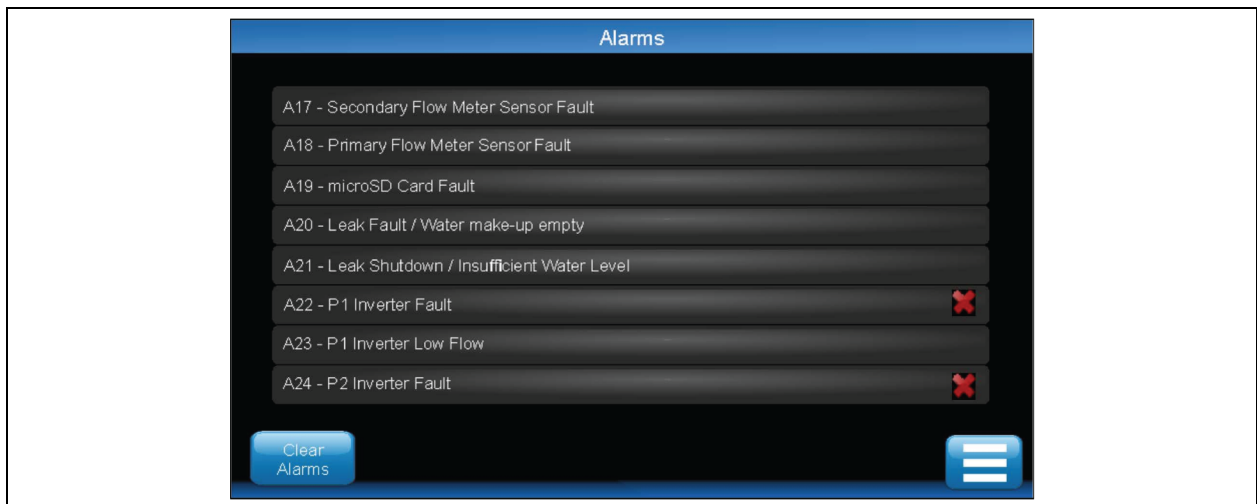 Alarms
A17 - Secondary Flow Meter Sensor Fault
A18 - Primary Flow Meter Sensor Fault
A19 - microSD Card Fault
A20 - Leak Fault / Water make-up empty
A21 - Leak Shutdown / Insufficient Water Level
A22 - P1 Inverter Fault
A23 - P1 Inverter Low Flow
A24 - P2 Inverter Fault
Clear
Alarms